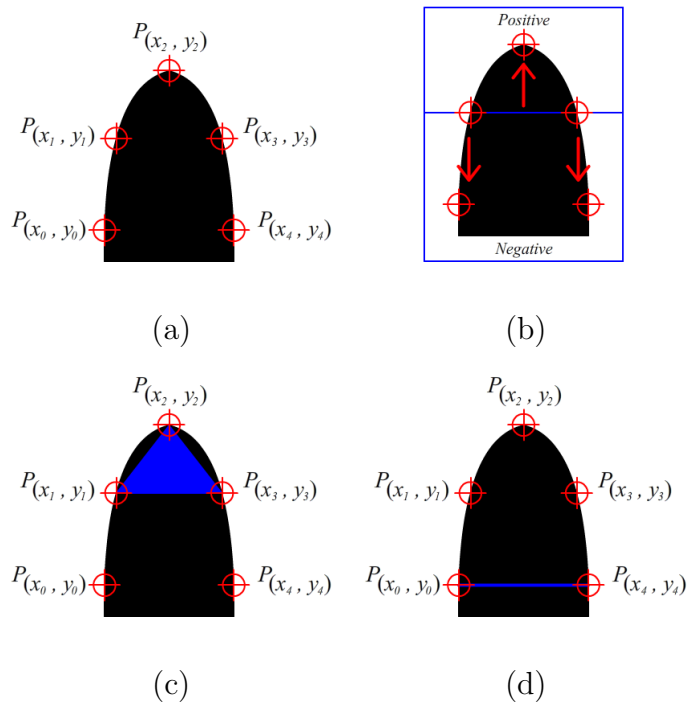 P(x₂ , y₂)
P(x₁ , y₁)
P(x₃ , y₃)
P(x₀ , y₀)
P(x₄ , y₄)
(a)
Positive
Negative
(b)
P(x₂ , y₂)
P(x₁ , y₁)
P(x₃ , y₃)
P(x₀ , y₀)
P(x₄ , y₄)
(c)
P(x₂ , y₂)
P(x₁ , y₁)
P(x₃ , y₃)
P(x₀ , y₀)
P(x₄ , y₄)
(d)